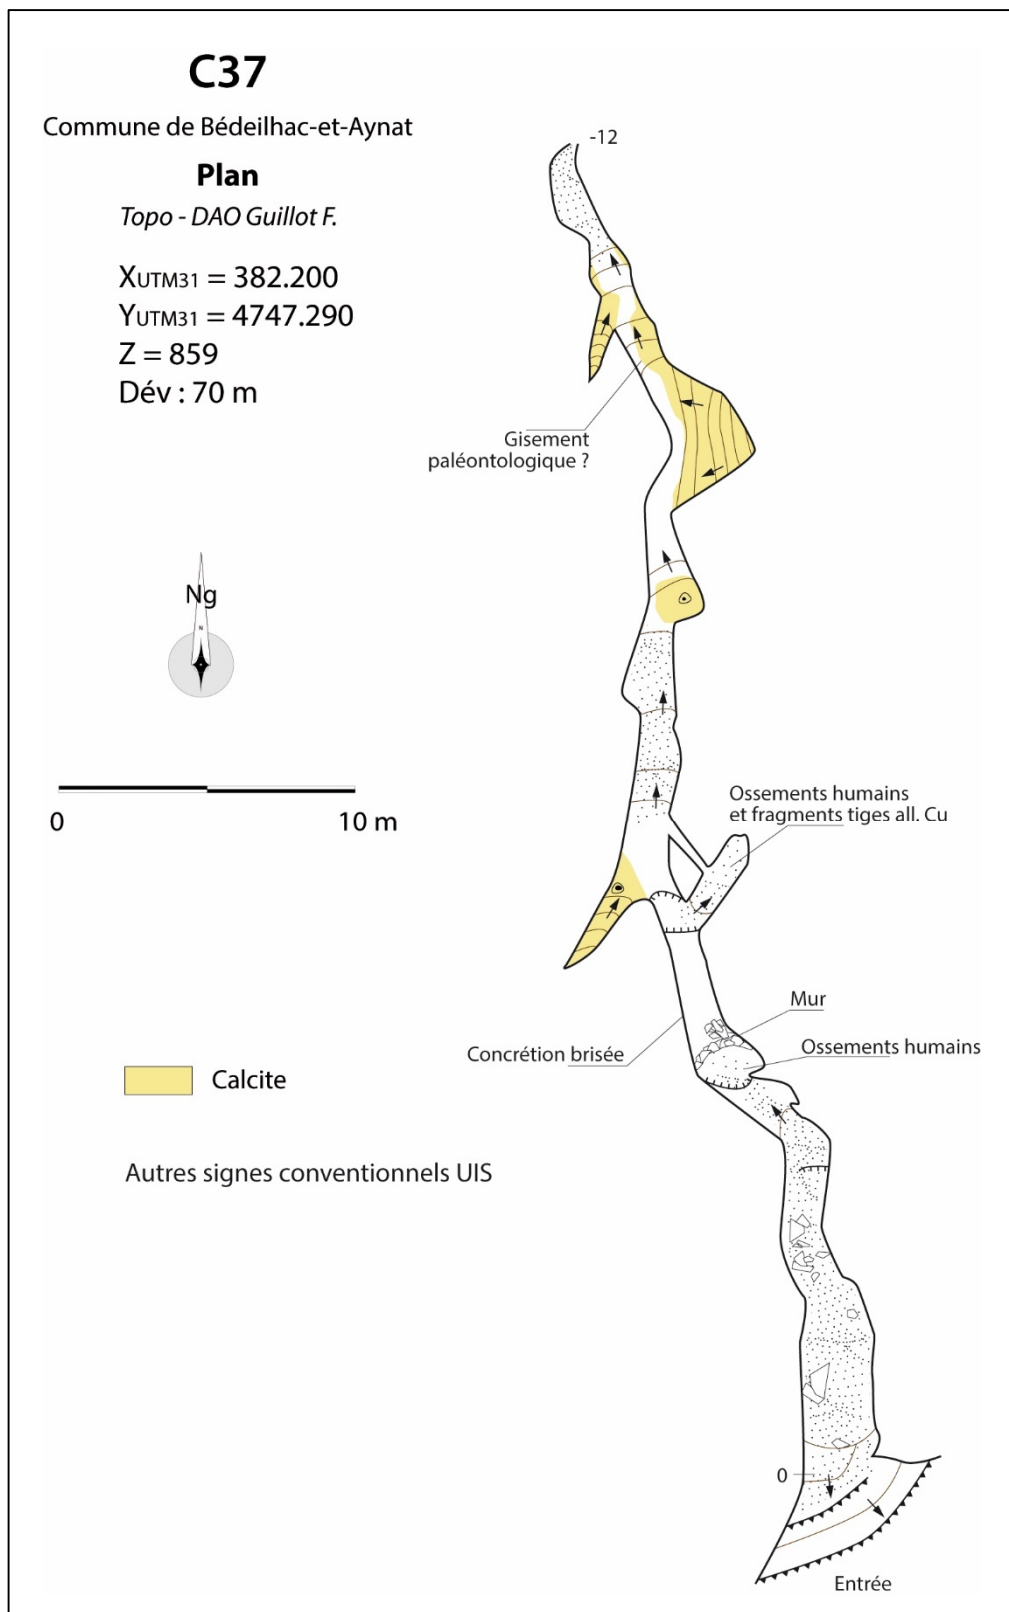 C37
Commune de Bédeilhac-et-Aynat
Plan
Topo - DAO Guillot F.
XUTM31 = 382.200
YUTM31 = 4747.290
Z = 859
Dév : 70 m
-12
Gisement
paléontologique ?
Ng
N
0 10 m
Ossements humains
et fragments tiges all. Cu
Mur
Concrétion brisée
Ossements humains
Calcite
Autres signes conventionnels UIS
0
Entrée